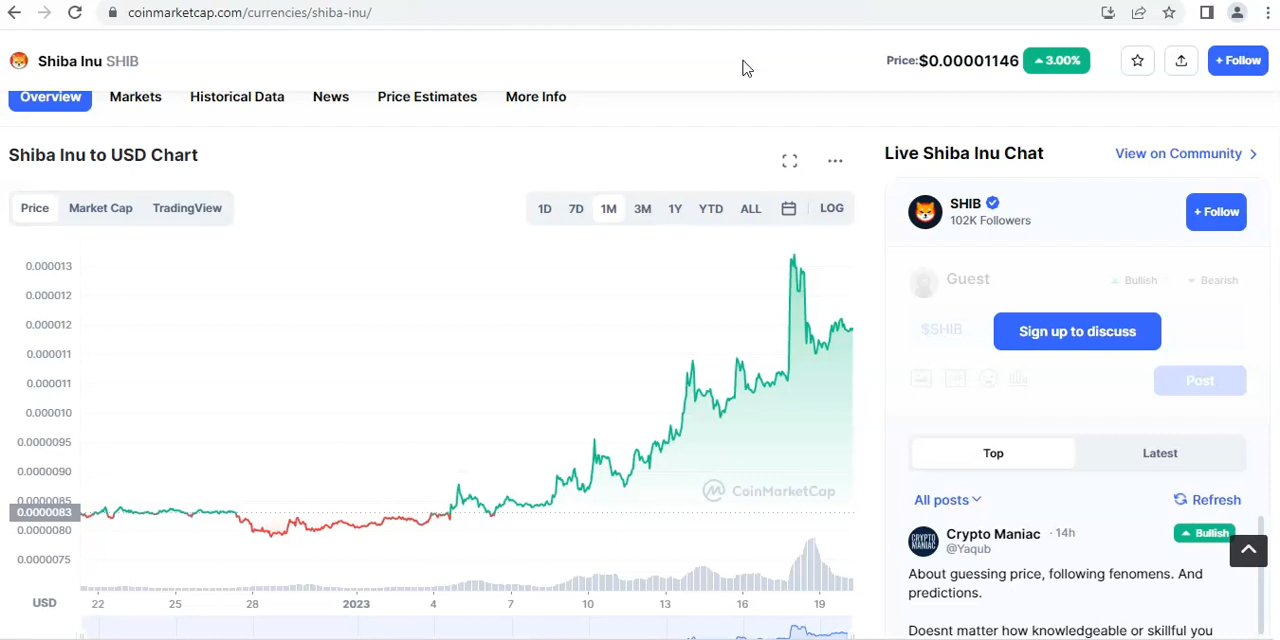 coinmarketcap.com/currencies/shiba-inu/
Shiba Inu SHIB
Price:$0.00001146
3.00%
+ Follow
Overview
Markets
Historical Data
News
Price Estimates
More Info
Shiba Inu to USD Chart
Price
Market Cap
TradingView
1D
7D
1M
3M
1Y
YTD
ALL
LOG
0.000013
0.000012
0.000012
0.000011
0.000011
0.000010
0.0000095
0.0000090
0.0000085
0.0000083
0.0000080
0.0000075
CoinMarketCap
USD
22
25
28
2023
4
7
10
13
16
19
Live Shiba Inu Chat
View on Community
SHIB
102K Followers
+ Follow
Guest
Bullish
Bearish
$SHIB
Sign up to discuss
Post
Top
Latest
All posts
Refresh
CRYPTO
MANIAC
Crypto Maniac · 14h
@Yaqub
Bullish
About guessing price, following fenomens. And
predictions.
Doesnt matter how knowledgeable or skillful you